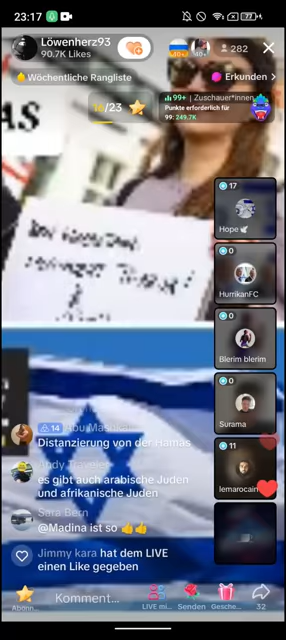 23:17
77
Löwenherz93
90.7K Likes
282
Wöchentliche Rangliste
Erkunden >
16/23
99+ | Zuschauer*innen
Punkte erforderlich für
99: 249.7K
AS
17
Hope
0
HurrikanFC
0
Blerim blerim
0
Surama
11
lemarocain
14
Distanzierung von der Hamas
es gibt auch arabische Juden
und afrikanische Juden
Sara Bern
@Madina ist so 👍👍
Jimmy kara hat dem LIVE
einen Like gegeben
Abonn...
Komment...
LIVE mi...
Senden
Gesche...
32